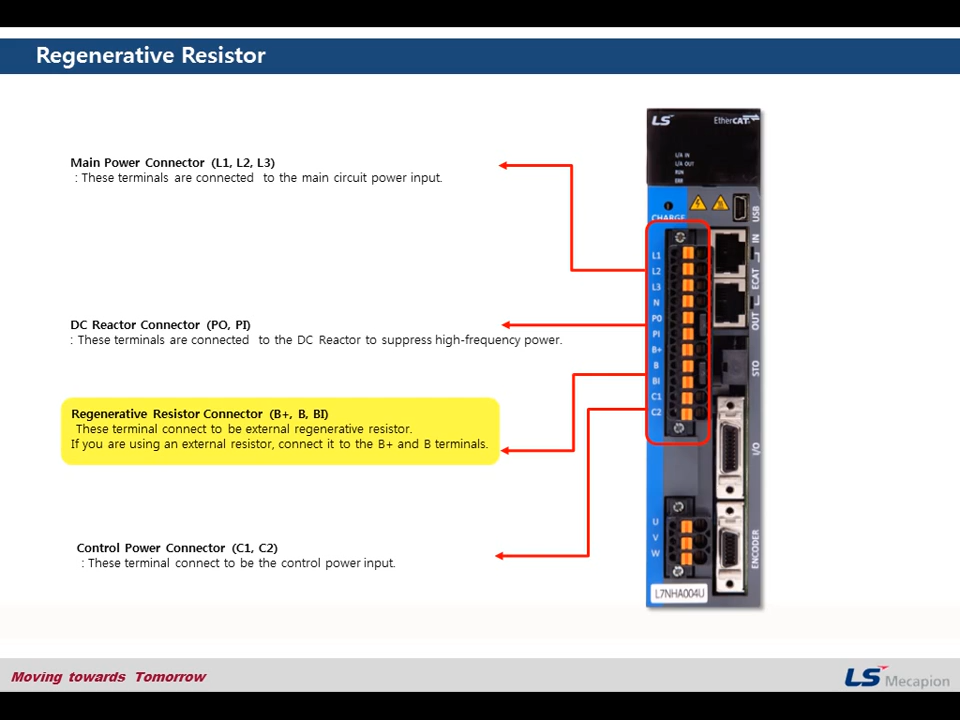 Regenerative Resistor
Main Power Connector (L1, L2, L3)
: These terminals are connected to the main circuit power input.
DC Reactor Connector (PO, PI)
: These terminals are connected to the DC Reactor to suppress high-frequency power.
Regenerative Resistor Connector (B+, B, BI)
These terminal connect to be external regenerative resistor.
If you are using an external resistor, connect it to the B+ and B terminals.
Control Power Connector (C1, C2)
: These terminal connect to be the control power input.
LS EtherCAT
L/A IN
L/A OUT
RUN
ERR
CHARGE
USB
L1
L2
L3
N
PO
PI
B+
B
BI
C1
C2
IN
ECAT
OUT
STO
I/O
U
V
W
ENCODER
L7NHA004U
Moving towards Tomorrow
LS Mecapion